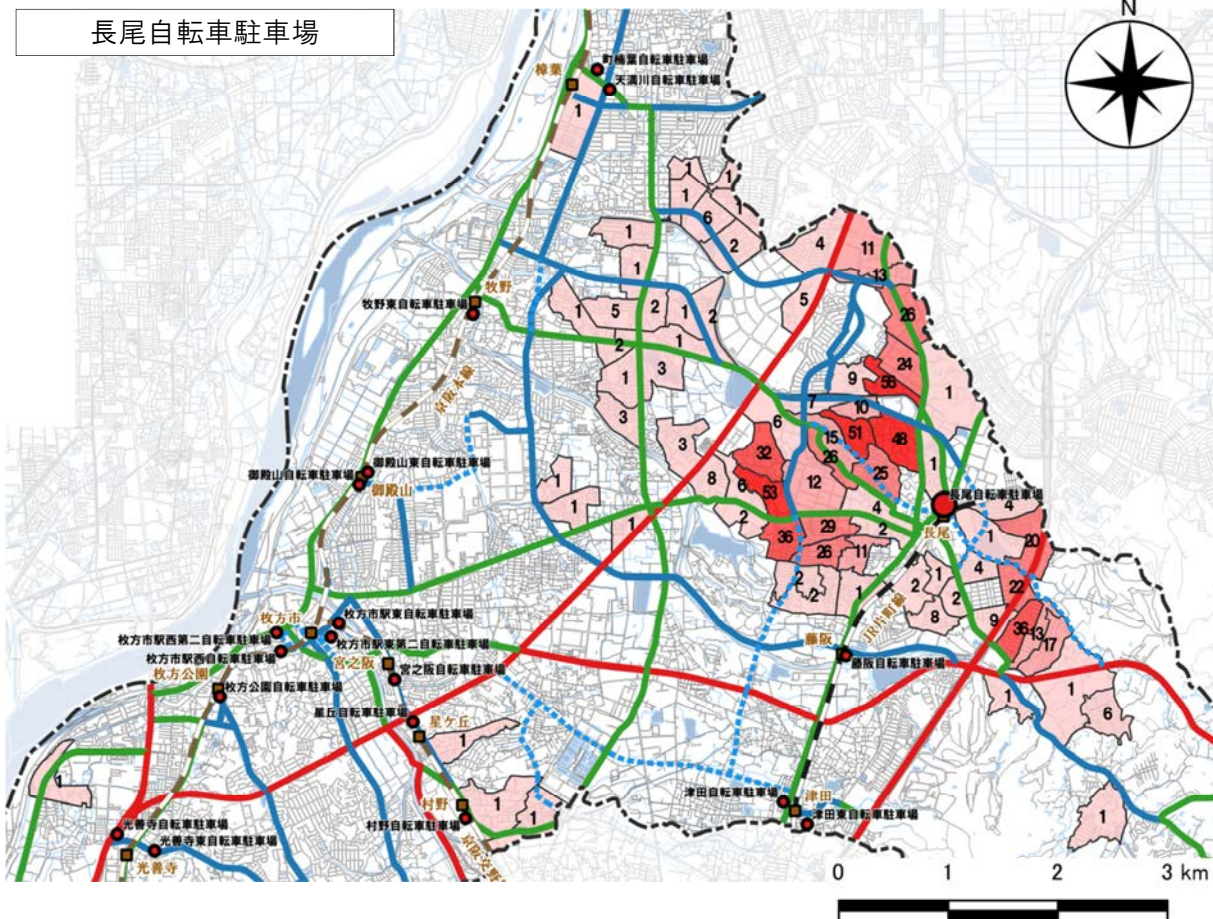 長尾自転車駐車場
N
樟葉
町楠葉自転車駐車場
天満川自転車駐車場
1
1
1
1
1
6
1
2
4
11
13
1
5
26
牧野
牧野東自転車駐車場
1
5
2
1
2
2
1
24
9
56
1
京阪本線
1
3
7
10
3
6
15
51
48
3
32
26
1
御殿山東自転車駐車場
御殿山自転車駐車場
御殿山
1
8
6
53
12
25
長尾自転車駐車場
1
2
4
4
1
36
29
2
長尾
1
20
26
11
4
2
2
1
2
1
2
22
JR片町線
8
9
36
13
17
枚方市
枚方市駅東自転車駐車場
枚方市駅西第二自転車駐車場
枚方市駅東第二自転車駐車場
枚方市駅西自転車駐車場
宮之阪
宮之阪自転車駐車場
藤阪
藤阪自転車駐車場
枚方公園
枚方公園自転車駐車場
1
1
6
星丘自転車駐車場
星ケ丘
1
1
村野
1
1
村野自転車駐車場
津田自転車駐車場
津田
津田東自転車駐車場
1
光善寺自転車駐車場
光善寺東自転車駐車場
光善寺
0
1
2
3 km